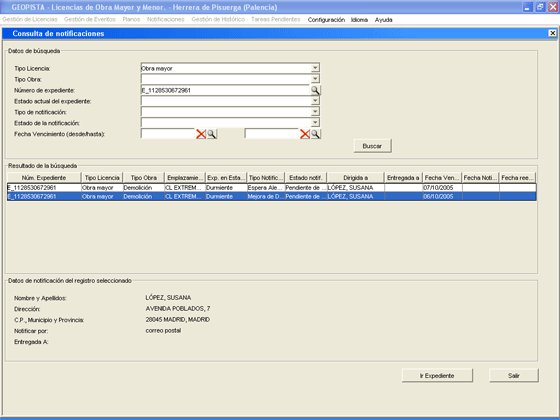 GEOPISTA - Licencias de Obra Mayor y Menor. - Herrera de Pisuerga (Palencia)
Gestión de Licencias Gestión de Eventos Planos Notificaciones Gestión de Histórico Tareas Pendientes Configuración Idioma Ayuda
Consulta de notificaciones
Datos de búsqueda
Tipo Licencia: Obra mayor
Tipo Obra:
Número de expediente: E_1128530672961
Estado actual del expediente:
Tipo de notificación:
Estado de la notificación:
Fecha Vencimiento (desde/hasta):
Buscar
Resultado de la búsqueda
Núm. Expediente Tipo Licencia Tipo Obra Emplazamie... Exp. en Esta... Tipo Notific... Estado notif. Dirigida a Entregada a Fecha Ven... Fecha Noti... Fecha ree...
E_1128530672961 Obra mayor Demolición CL EXTREM... Durmiente Espera Ale... Pendiente de ... LÓPEZ, SUSANA 07/10/2005
E_1128530672961 Obra mayor Demolición CL EXTREM... Durmiente Mejora de D... Pendiente de ... LÓPEZ, SUSANA 06/10/2005
Datos de notificación del registro seleccionado
Nombre y Apellidos: LÓPEZ, SUSANA
Dirección: AVENIDA POBLADOS, 7
C.P., Municipio y Provincia: 28045 MADRID, MADRID
Notificar por: correo postal
Entregada A:
Ir Expediente Salir